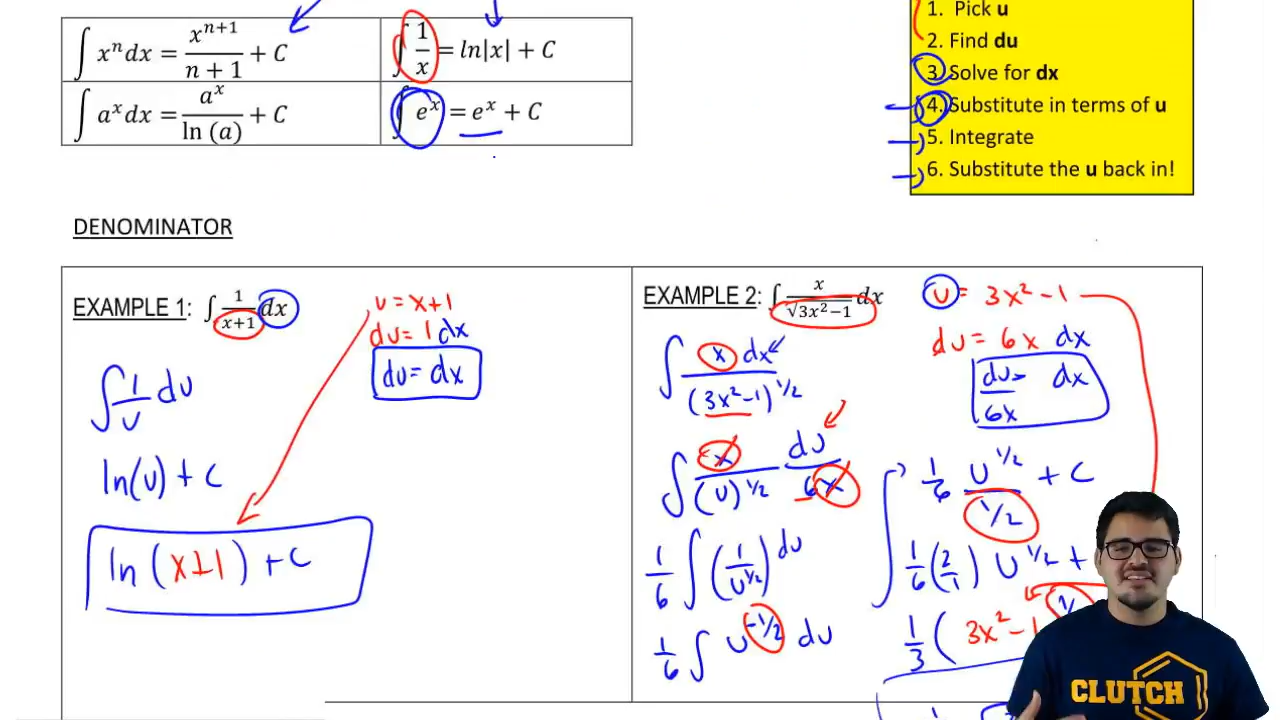 ∫ xⁿdx = xⁿ⁺¹/n + 1 + C
∫ 1/x = ln|x| + C
∫ aˣdx = aˣ/ln (a) + C
∫ eˣ = eˣ + C
1. Pick u
2. Find du
3. Solve for dx
4. Substitute in terms of u
5. Integrate
6. Substitute the u back in!
DENOMINATOR
EXAMPLE 1: ∫ 1/x+1 dx
u = x+1
du = 1 dx
du = dx
∫ 1/u du
ln(u) + C
ln (x+1) + C
EXAMPLE 2: ∫ x/√3x²−1 dx
u = 3x²−1
du = 6x dx
du/6x = dx
∫ x dx/(3x²−1)^1/2
∫ x/(u)^1/2 du/6x
1/6 ∫ (1/u^1/2) du
1/6 ∫ u^−1/2 du
1/6 u^1/2/1/2 + C
1/6 (2/1) u^1/2 +
1/3 ( 3x²−1
CLUTCH